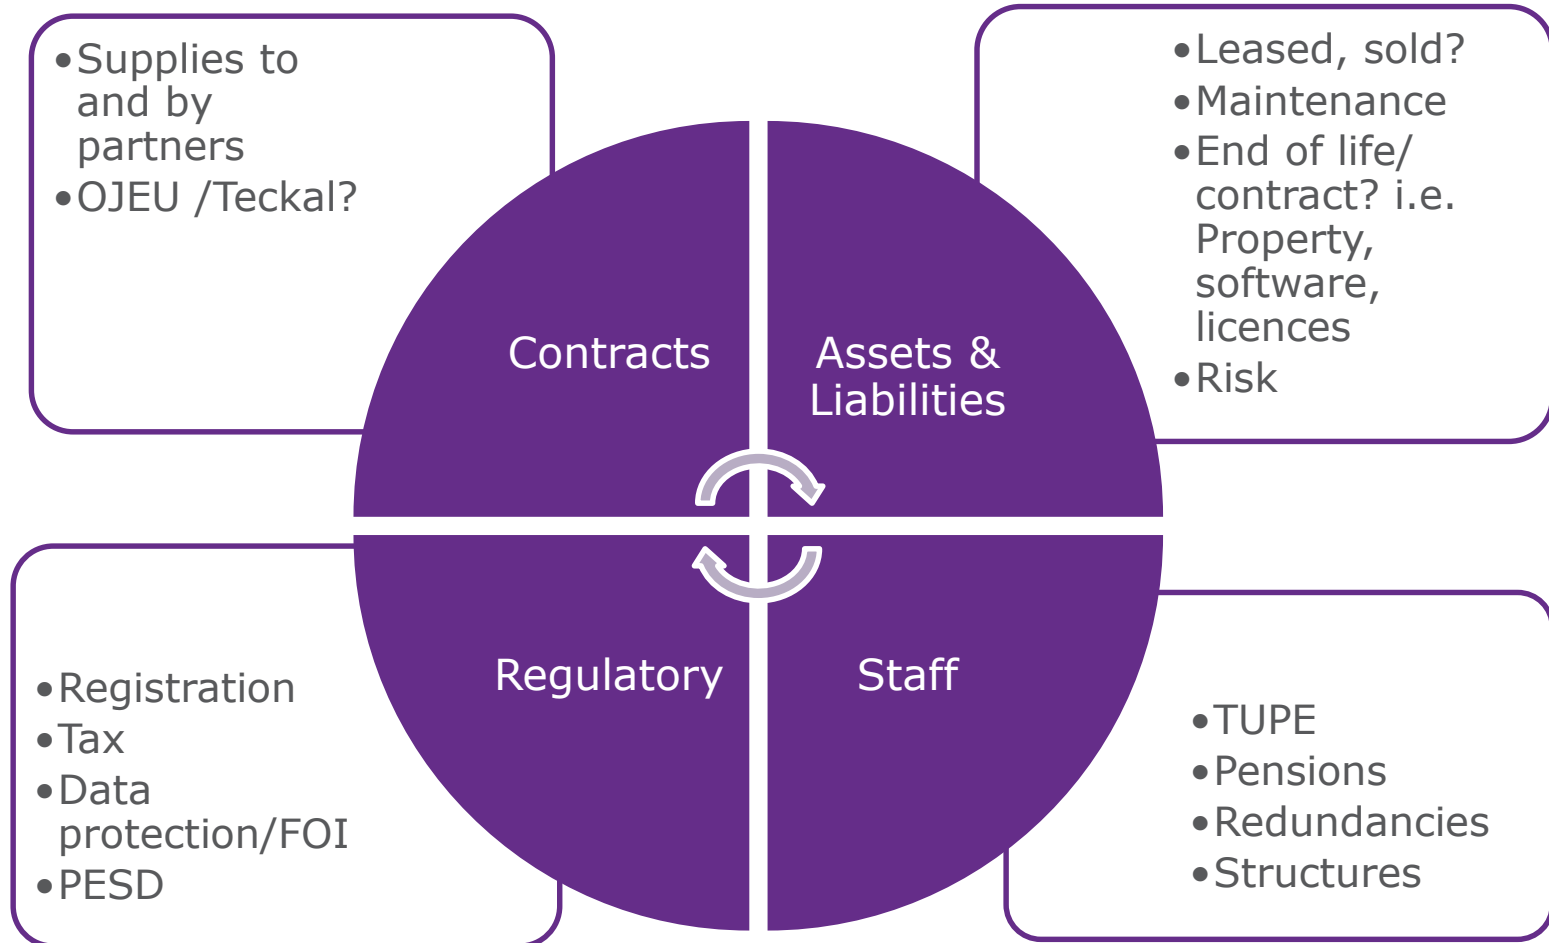 •Supplies to
and by
partners
•OJEU /Teckal?
•Leased, sold?
•Maintenance
•End of life/
contract? i.e.
Property,
software,
licences
•Risk
Contracts
Assets &
Liabilities
Regulatory
Staff
•Registration
•Tax
•Data
protection/FOI
•PESD
•TUPE
•Pensions
•Redundancies
•Structures